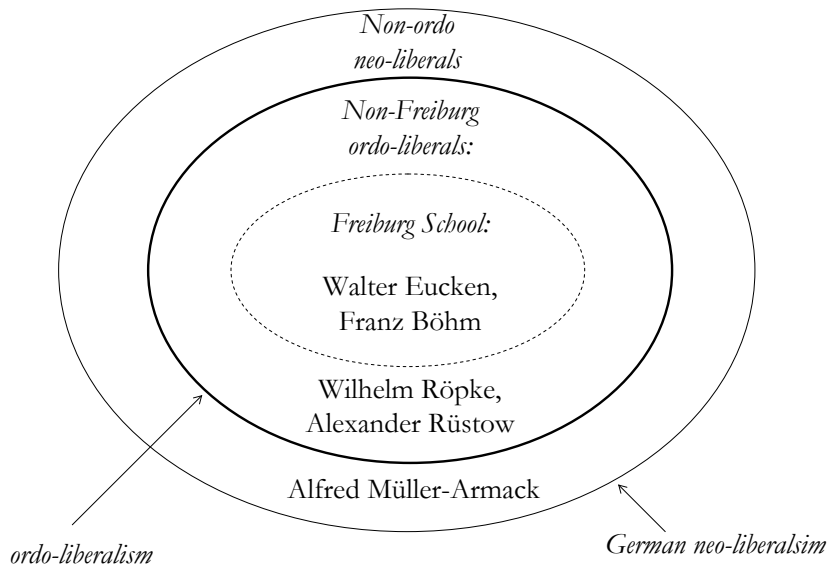 Non-ordo
neo-liberals
Non-Freiburg
ordo-liberals:
Freiburg School:
Walter Eucken,
Franz Böhm
Wilhelm Röpke,
Alexander Rüstow
Alfred Müller-Armack
ordo-liberalism
German neo-liberalsim